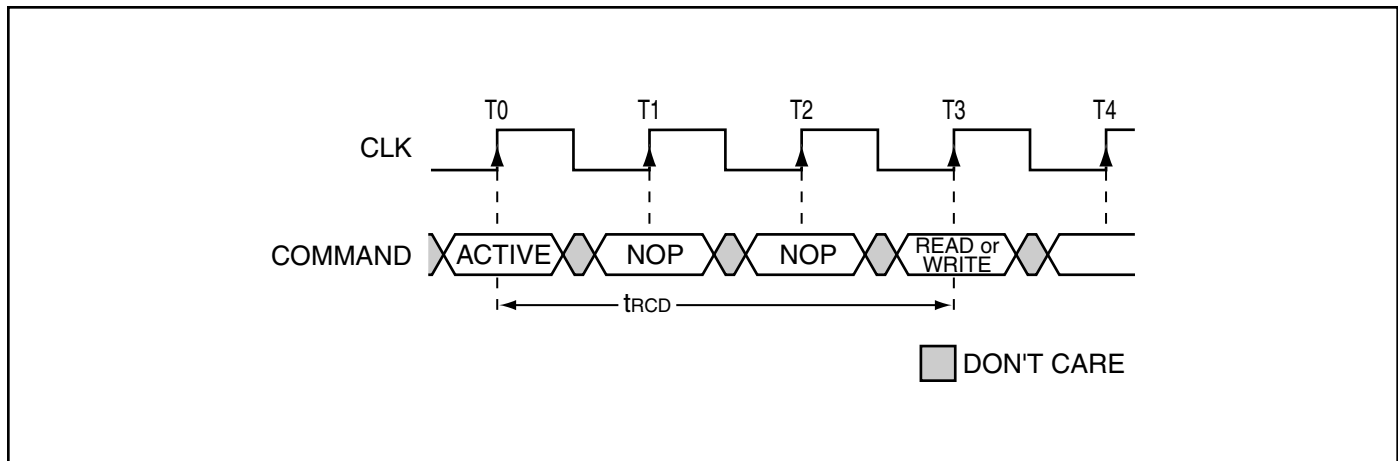 T0 T1 T2 T3 T4
CLK
COMMAND ACTIVE NOP NOP READ or
WRITE
tRCD
DON'T CARE